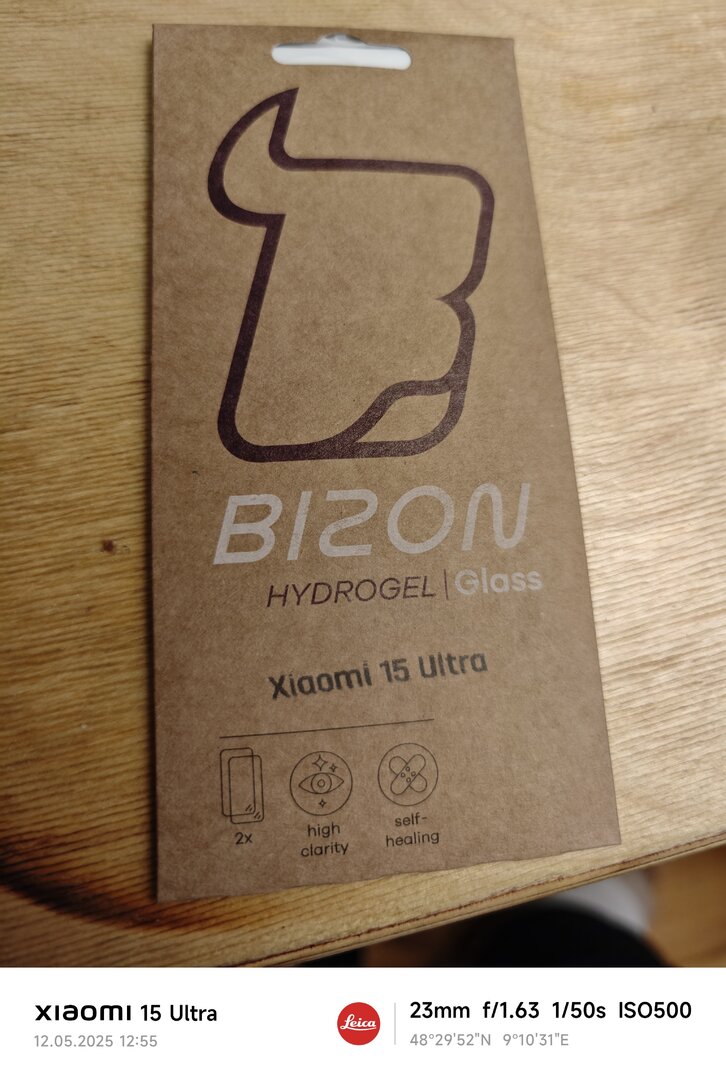 BIZON
HYDROGEL | Glass
Xiaomi 15 Ultra
2x
high
clarity
self-
healing
xiaomi 15 Ultra
12.05.2025 12:55
Leica
23mm f/1.63 1/50s ISO500
48°29'52"N 9°10'31"E